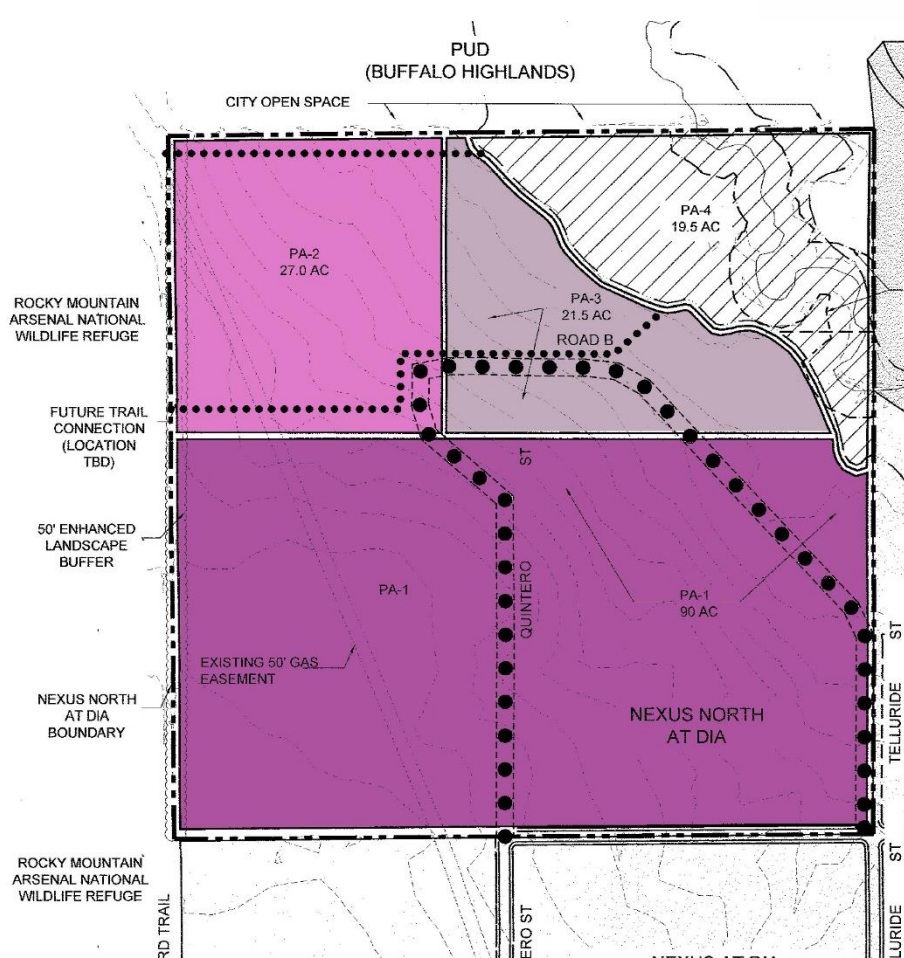 PUD
(BUFFALO HIGHLANDS)
CITY OPEN SPACE
PA-4
19.5 AC
PA-2
27.0 AC
PA-3
21.5 AC
ROAD B
ROCKY MOUNTAIN
ARSENAL NATIONAL
WILDLIFE REFUGE
FUTURE TRAIL
CONNECTION
(LOCATION
TBD)
ST
50' ENHANCED
LANDSCAPE
BUFFER
PA-1
QUINTERO
PA-1
90 AC
EXISTING 50' GAS
EASEMENT
ST
TELLURIDE
NEXUS NORTH
AT DIA
BOUNDARY
NEXUS NORTH
AT DIA
ROCKY MOUNTAIN
ARSENAL NATIONAL
WILDLIFE REFUGE
RD TRAIL
ERO ST
ST
LURIDE